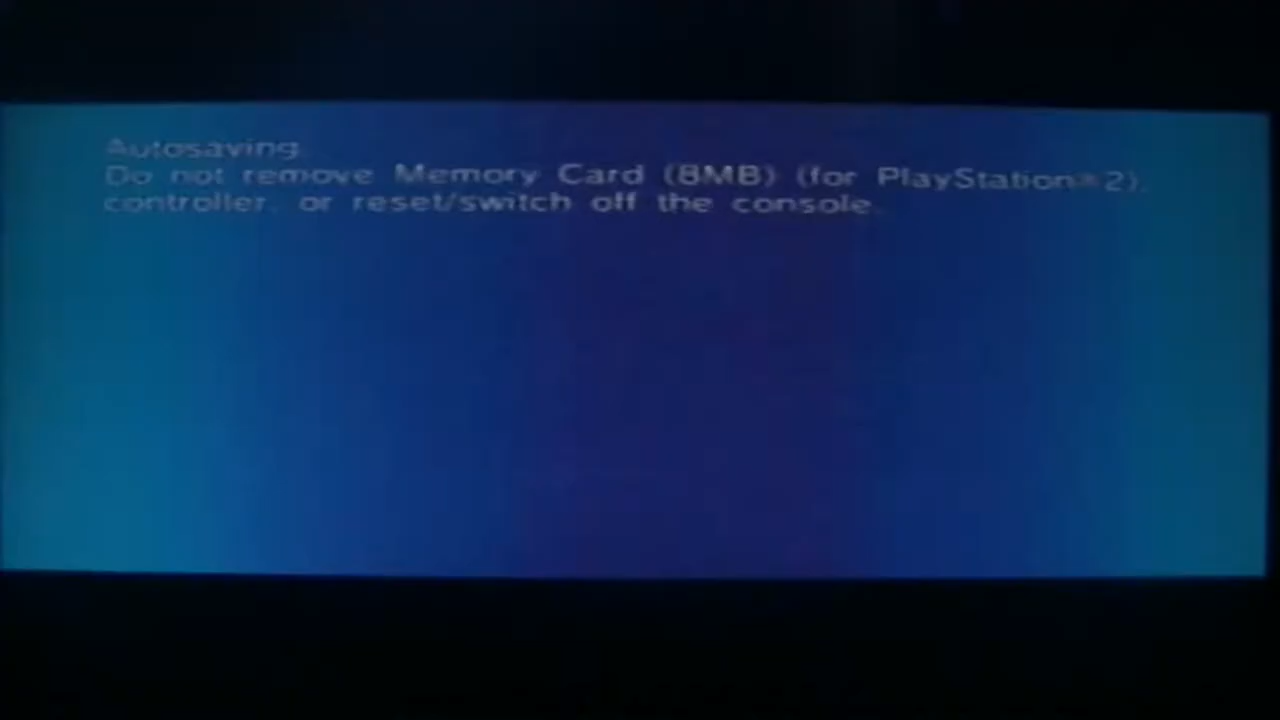 Autosaving.
Do not remove Memory Card (8MB) (for PlayStation®2),
controller, or reset/switch off the console.